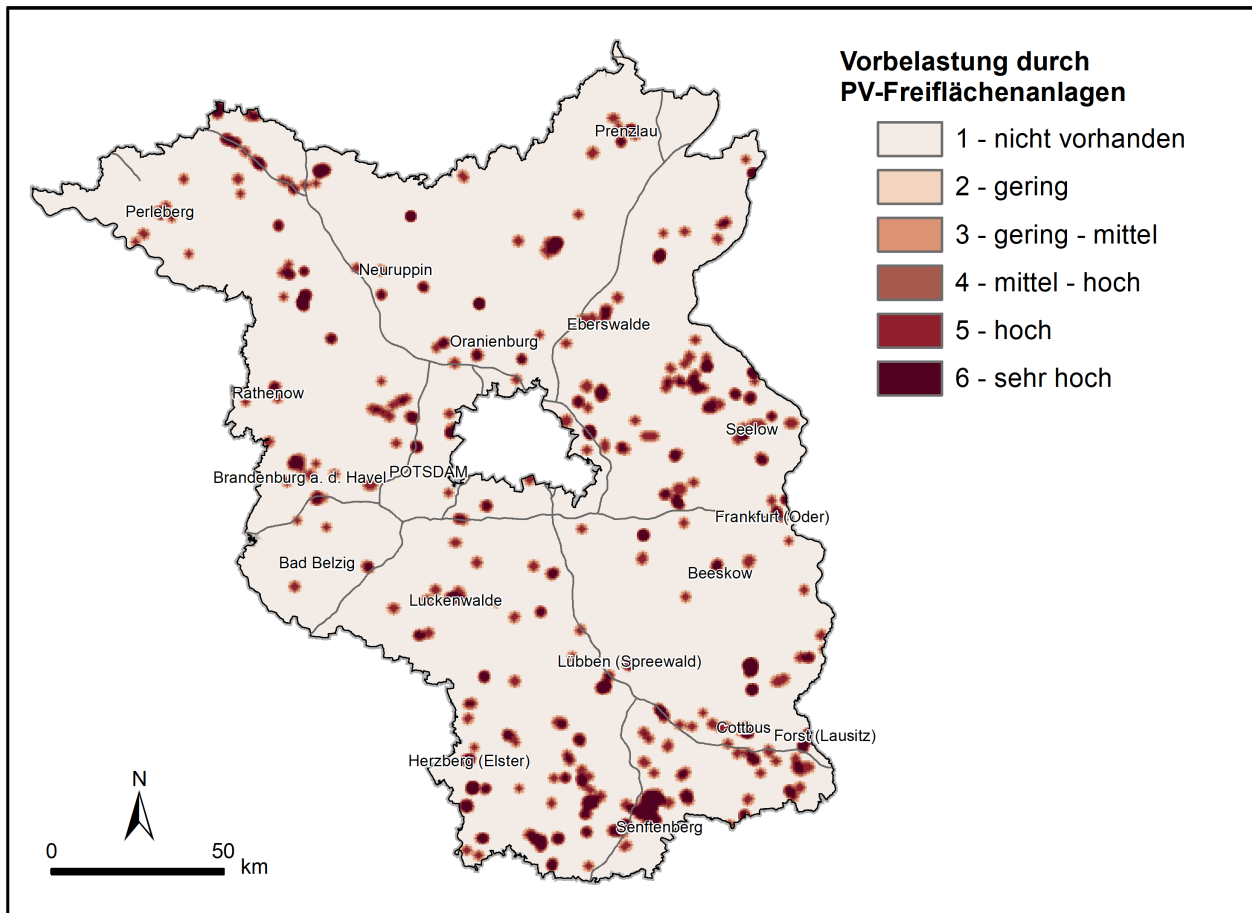 Vorbelastung durch
PV-Freiflächenanlagen
1 - nicht vorhanden
2 - gering
3 - gering - mittel
4 - mittel - hoch
5 - hoch
6 - sehr hoch
Prenzlau
Perleberg
Neuruppin
Eberswalde
Oranienburg
Rathenow
Seelow
POTSDAM
Brandenburg a. d. Havel
Frankfurt (Oder)
Bad Belzig
Beeskow
Luckenwalde
Lübben (Spreewald)
Cottbus
Forst (Lausitz)
Herzberg (Elster)
Senftenberg
N
0 50
km